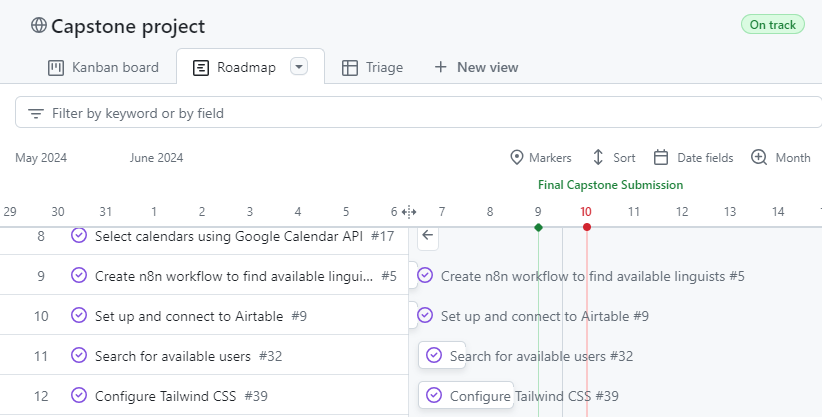 Capstone project
On track
Kanban board
Roadmap
Triage
New view
Filter by keyword or by field
May 2024
June 2024
Markers
Sort
Date fields
Month
Final Capstone Submission
29 30 31 1 2 3 4 5 6 7 8 9 10 11 12 13 14
8 Select calendars using Google Calendar API #17
9 Create n8n workflow to find available lingui... #5
Create n8n workflow to find available linguists #5
10 Set up and connect to Airtable #9
Set up and connect to Airtable #9
11 Search for available users #32
Search for available users #32
12 Configure Tailwind CSS #39
Configure Tailwind CSS #39